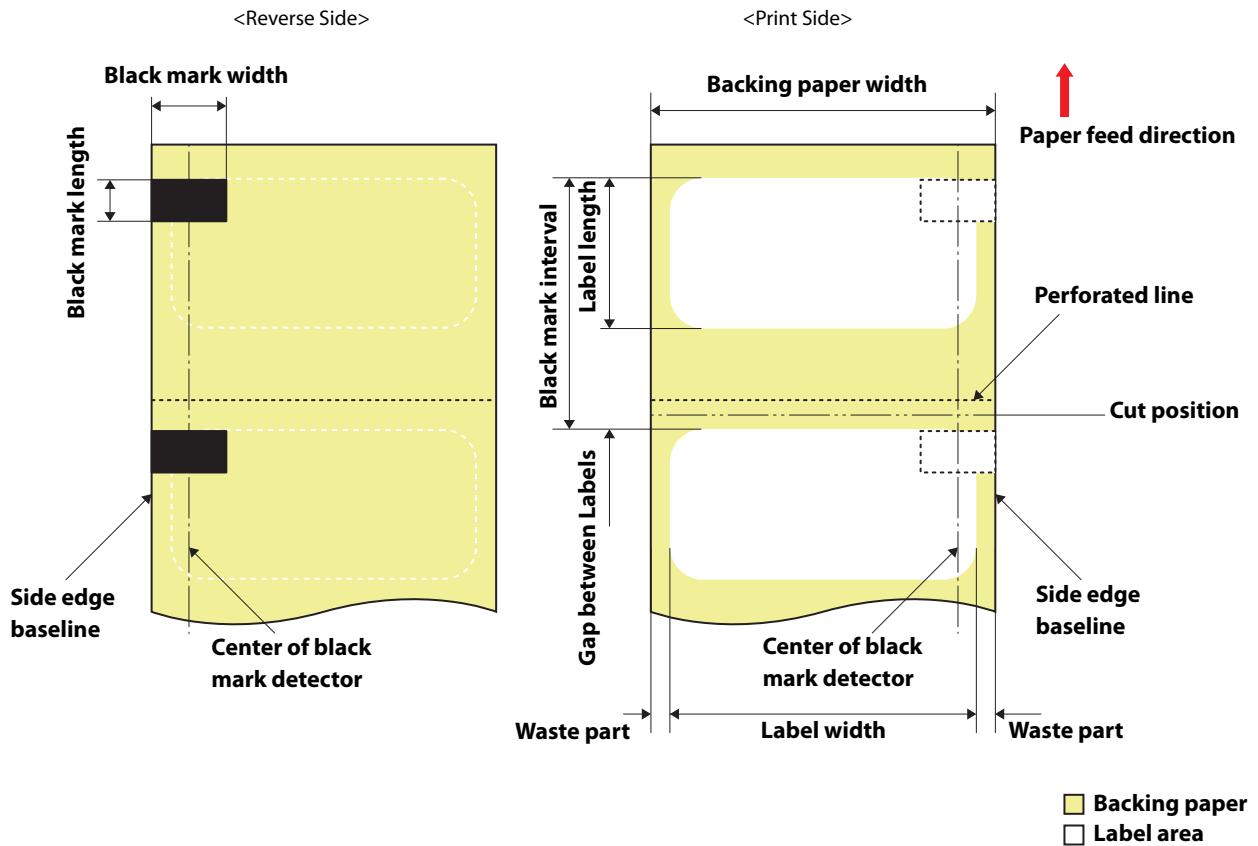 <Reverse Side>
<Print Side>
Black mark width
Backing paper width
Paper feed direction
Black mark length
Black mark interval
Label length
Perforated line
Cut position
Gap between Labels
Side edge
baseline
Center of black
mark detector
Center of black
mark detector
Side edge
baseline
Waste part
Label width
Waste part
Backing paper
Label area